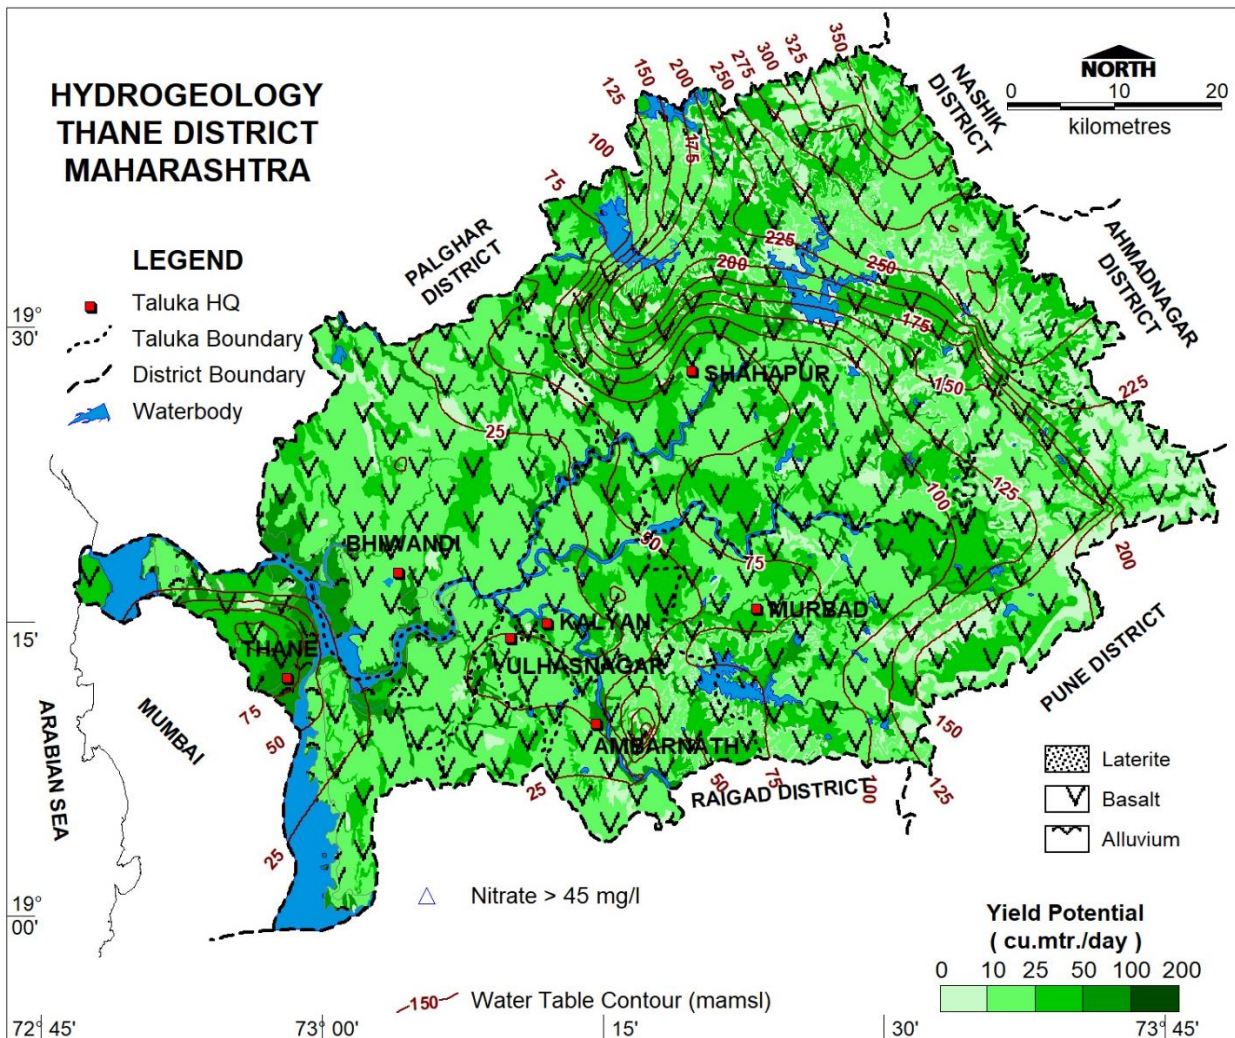 HYDROGEOLOGY
THANE DISTRICT
MAHARASHTRA
LEGEND
Taluka HQ
Taluka Boundary
District Boundary
Waterbody
125
150
200
250
275
300
325
350
175
100
75
NASHIK
DISTRICT
NORTH
0 10 20
kilometres
PALGHAR
DISTRICT
AHMADNAGAR
DISTRICT
19°
30'
225
200
250
175
150
225
SHAHAPUR
25
100
125
200
50
75
BHIWANDI
MURBAD
KALYAN
THANE
ULHASNAGAR
AMBARNATH
15'
75
50
25
25
50
75
100
125
150
PUNE DISTRICT
RAIGAD DISTRICT
MUMBAI
ARABIAN SEA
Laterite
Basalt
Alluvium
19°
00'
Nitrate > 45 mg/l
Yield Potential
( cu.mtr./day )
0 10 25 50 100 200
150 Water Table Contour (mamsl)
72° 45' 73° 00' 15' 30' 73° 45'